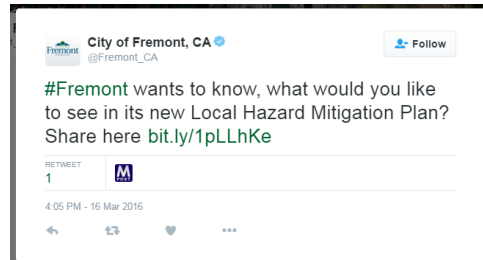 Fremont
City of Fremont, CA
@Fremont_CA
Follow
#Fremont wants to know, what would you like
to see in its new Local Hazard Mitigation Plan?
Share here bit.ly/1pLLhKe
RETWEET
1
M
POST
4:05 PM - 16 Mar 2016